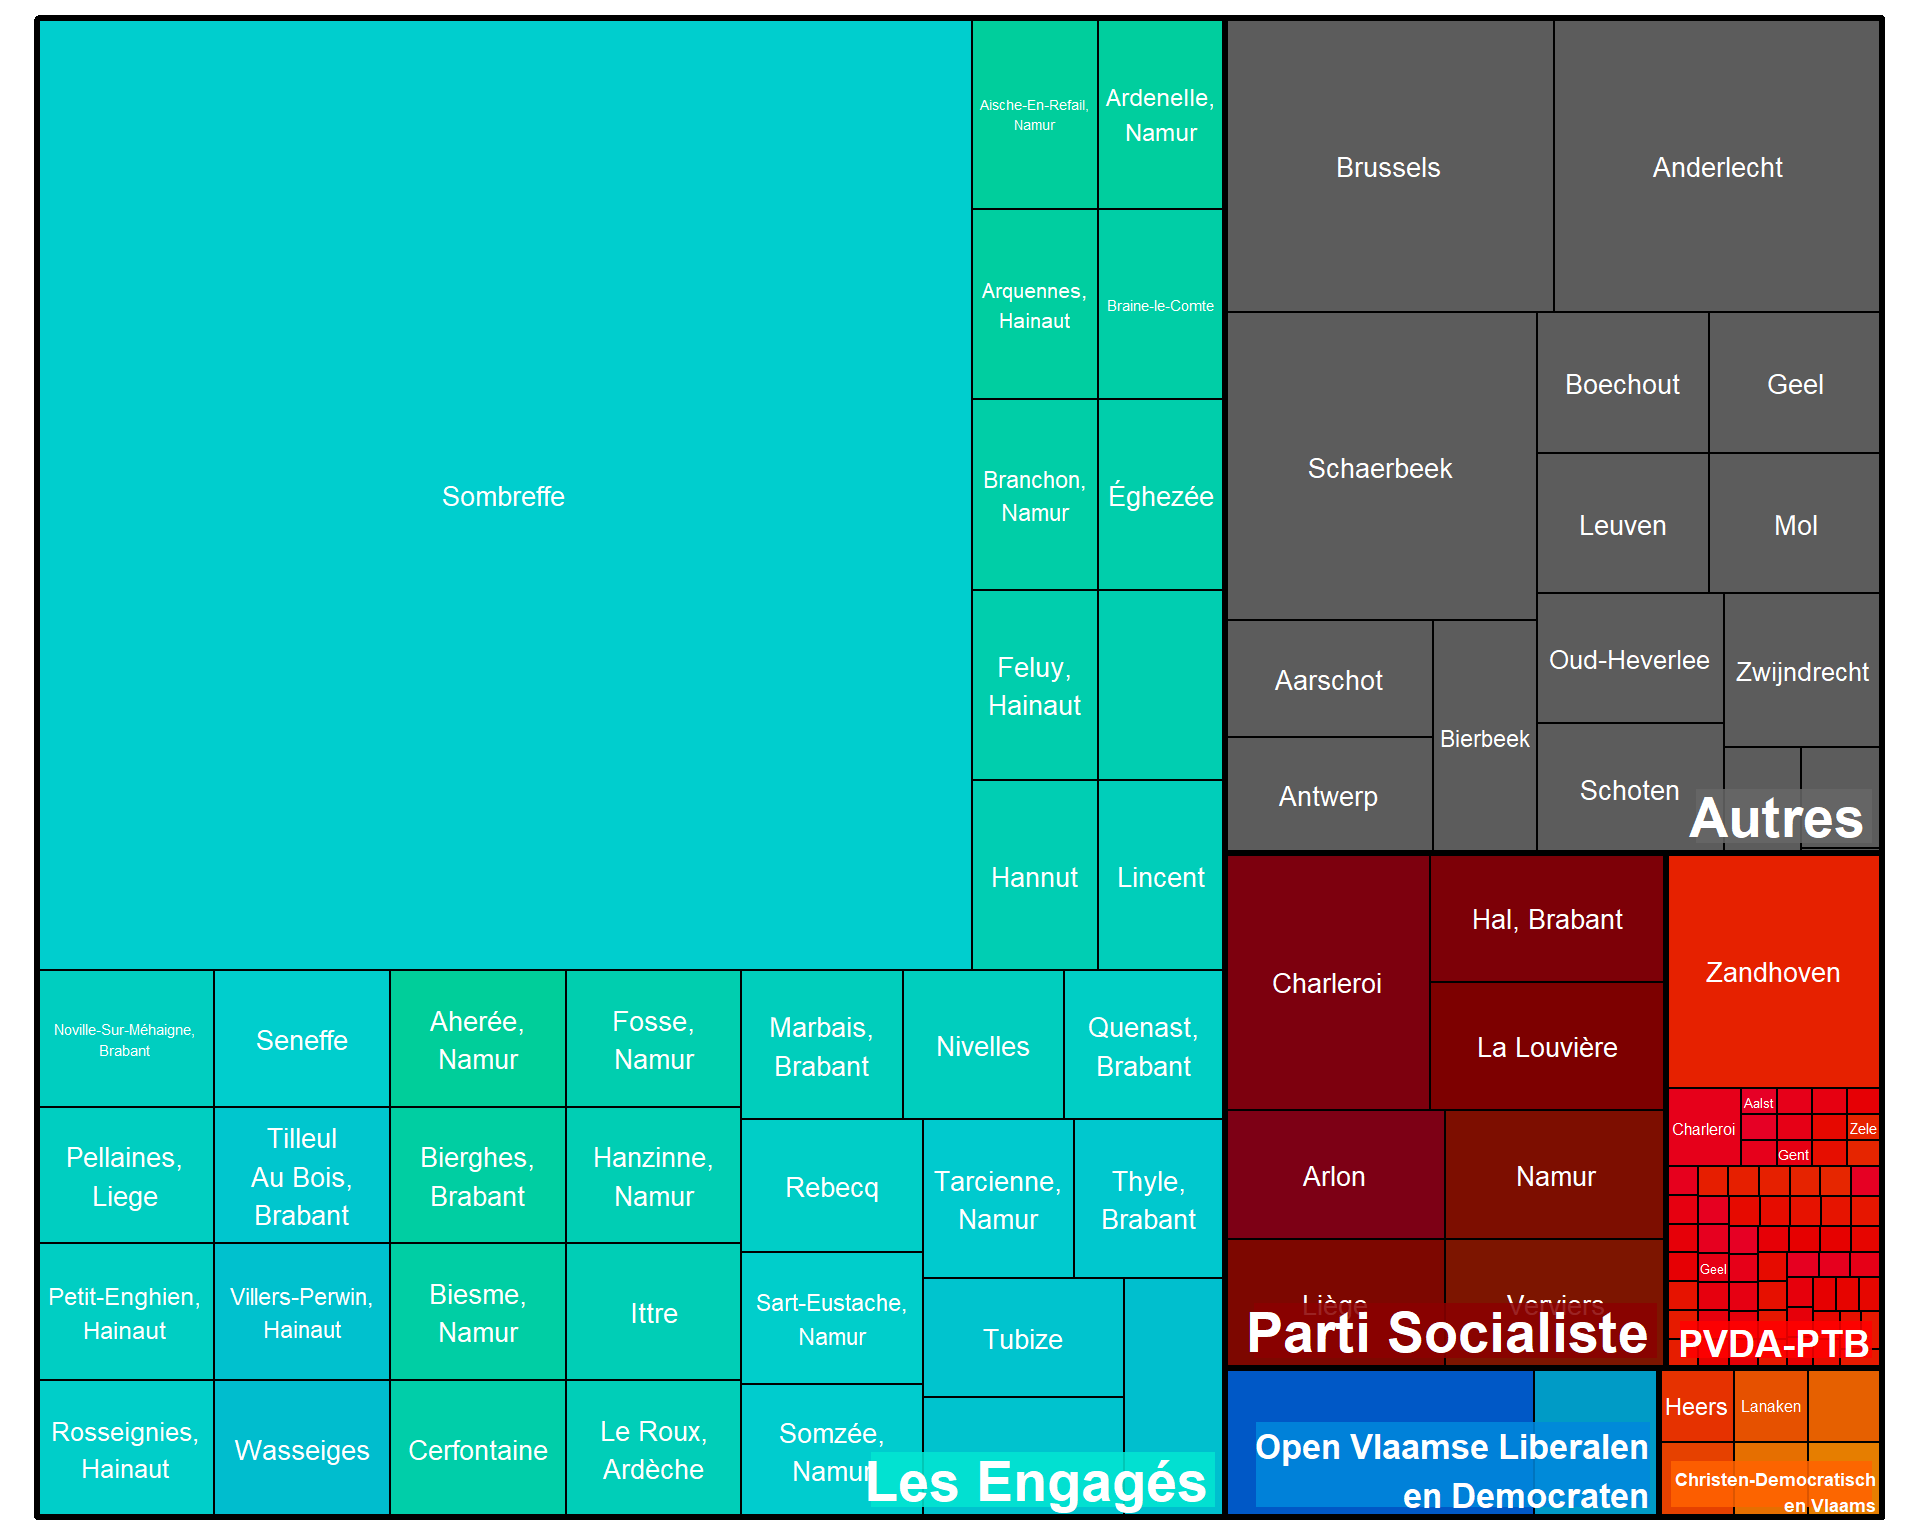 Sombreffe
Aische-En-Refail,
Namur
Ardenelle,
Namur
Arquennes,
Hainaut
Braine-le-Comte
Branchon,
Namur
Éghezée
Feluy,
Hainaut
Hannut
Lincent
Noville-Sur-Méhaigne,
Brabant
Seneffe
Aherée,
Namur
Fosse,
Namur
Marbais,
Brabant
Nivelles
Quenast,
Brabant
Pellaines,
Liege
Tilleul
Au Bois,
Brabant
Bierghes,
Brabant
Hanzinne,
Namur
Rebecq
Tarcienne,
Namur
Thyle,
Brabant
Petit-Enghien,
Hainaut
Villers-Perwin,
Hainaut
Biesme,
Namur
Ittre
Sart-Eustache,
Namur
Tubize
Rosseignies,
Hainaut
Wasseiges
Cerfontaine
Le Roux,
Ardèche
Somzée,
Namur
Les Engagés
Brussels
Anderlecht
Schaerbeek
Boechout
Geel
Leuven
Mol
Aarschot
Bierbeek
Oud-Heverlee
Zwijndrecht
Antwerp
Schoten
Autres
Charleroi
Hal, Brabant
La Louvière
Arlon
Namur
Liège
Verviers
Parti Socialiste
Zandhoven
Charleroi
Aalst
Zele
Gent
Geel
PVDA-PTB
Open Vlaamse Liberalen
en Democraten
Heers
Lanaken
Christen-Democratisch
en Vlaams